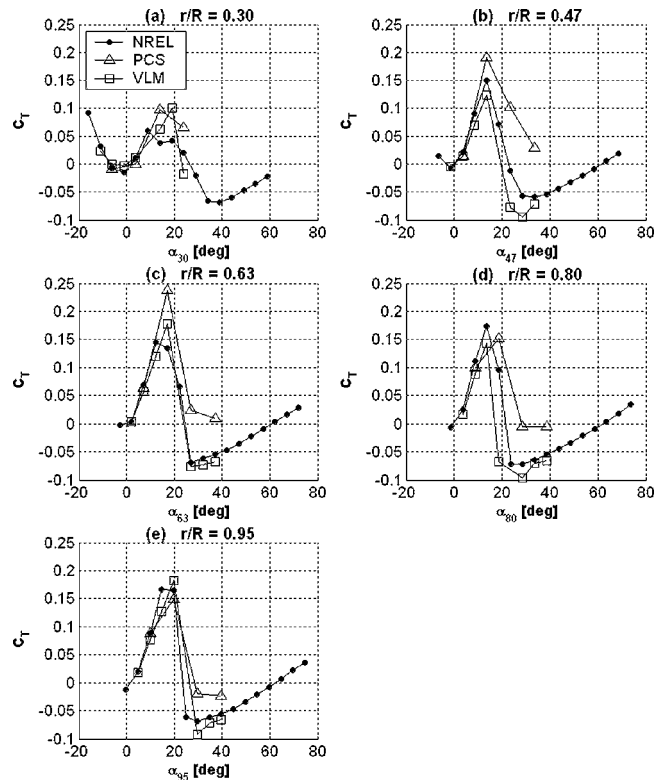 (a) r/R = 0.30
NREL
PCS
VLM
0.25
0.2
0.15
0.1
0.05
0
-0.05
-0.1
C_T
-20 0 20 40 60 80
α_30 [deg]
(b) r/R = 0.47
0.25
0.2
0.15
0.1
0.05
0
-0.05
-0.1
C_T
-20 0 20 40 60 80
α_47 [deg]
(c) r/R = 0.63
0.25
0.2
0.15
0.1
0.05
0
-0.05
-0.1
C_T
-20 0 20 40 60 80
α_63 [deg]
(d) r/R = 0.80
0.25
0.2
0.15
0.1
0.05
0
-0.05
-0.1
C_T
-20 0 20 40 60 80
α_80 [deg]
(e) r/R = 0.95
0.25
0.2
0.15
0.1
0.05
0
-0.05
-0.1
C_T
-20 0 20 40 60 80
α_95 [deg]